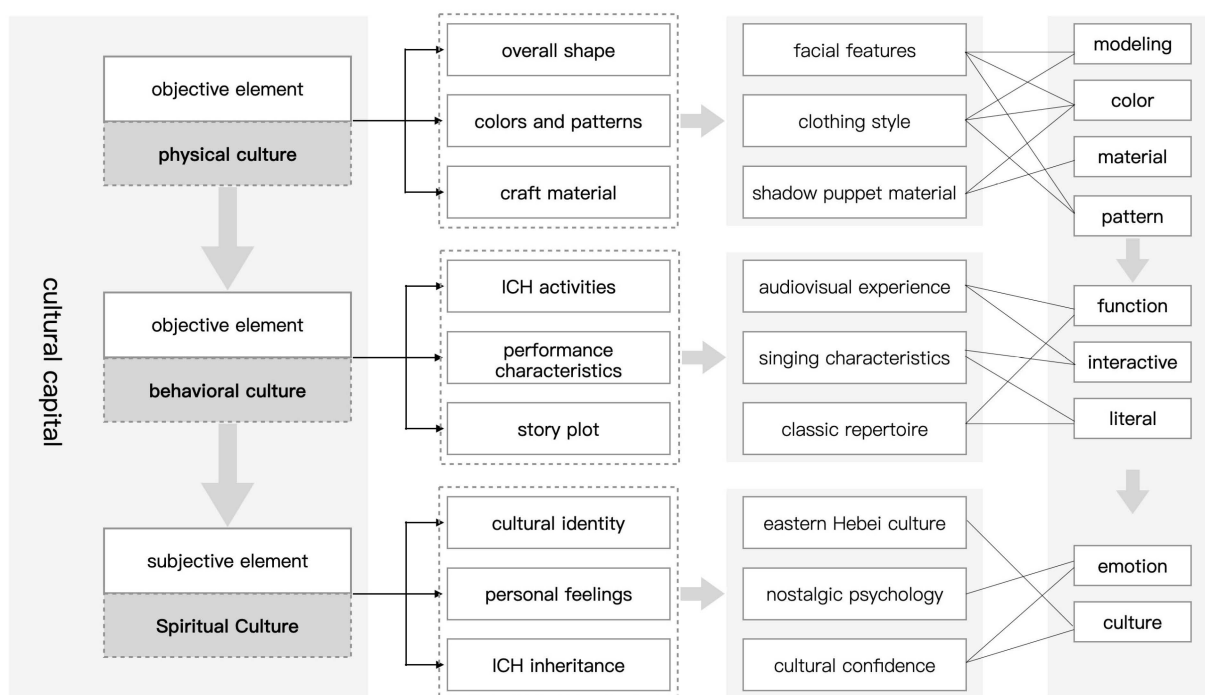 cultural capital
objective element
physical culture
overall shape
colors and patterns
craft material
facial features
clothing style
shadow puppet material
modeling
color
material
pattern
objective element
behavioral culture
ICH activities
performance
characteristics
story plot
audiovisual experience
singing characteristics
classic repertoire
function
interactive
literal
subjective element
Spiritual Culture
cultural identity
personal feelings
ICH inheritance
eastern Hebei culture
nostalgic psychology
cultural confidence
emotion
culture